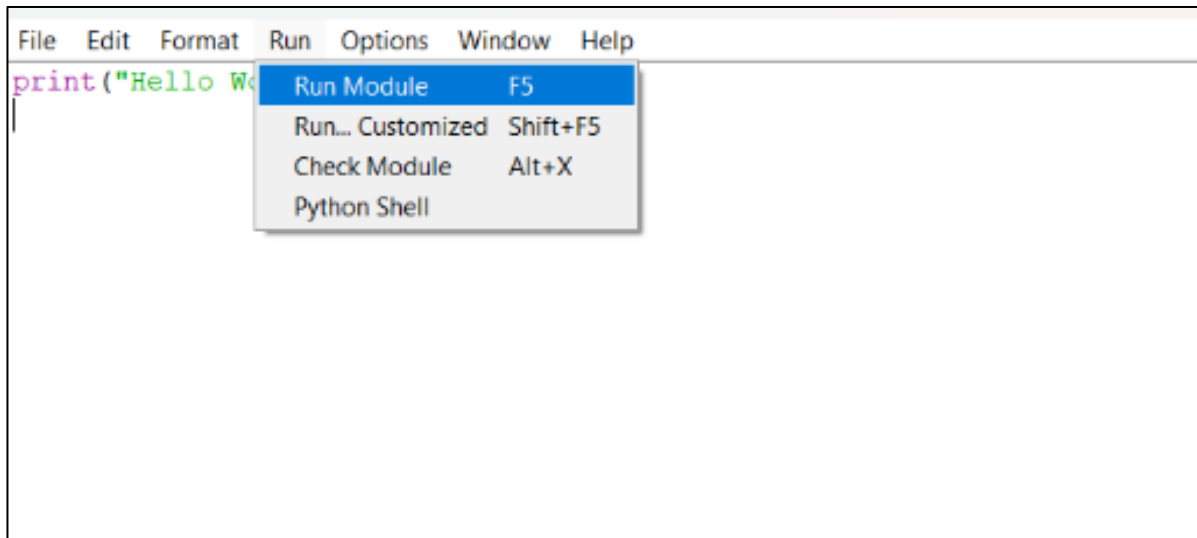 File Edit Format Run Options Window Help
print("Hello Wo
Run Module F5
Run... Customized Shift+F5
Check Module Alt+X
Python Shell